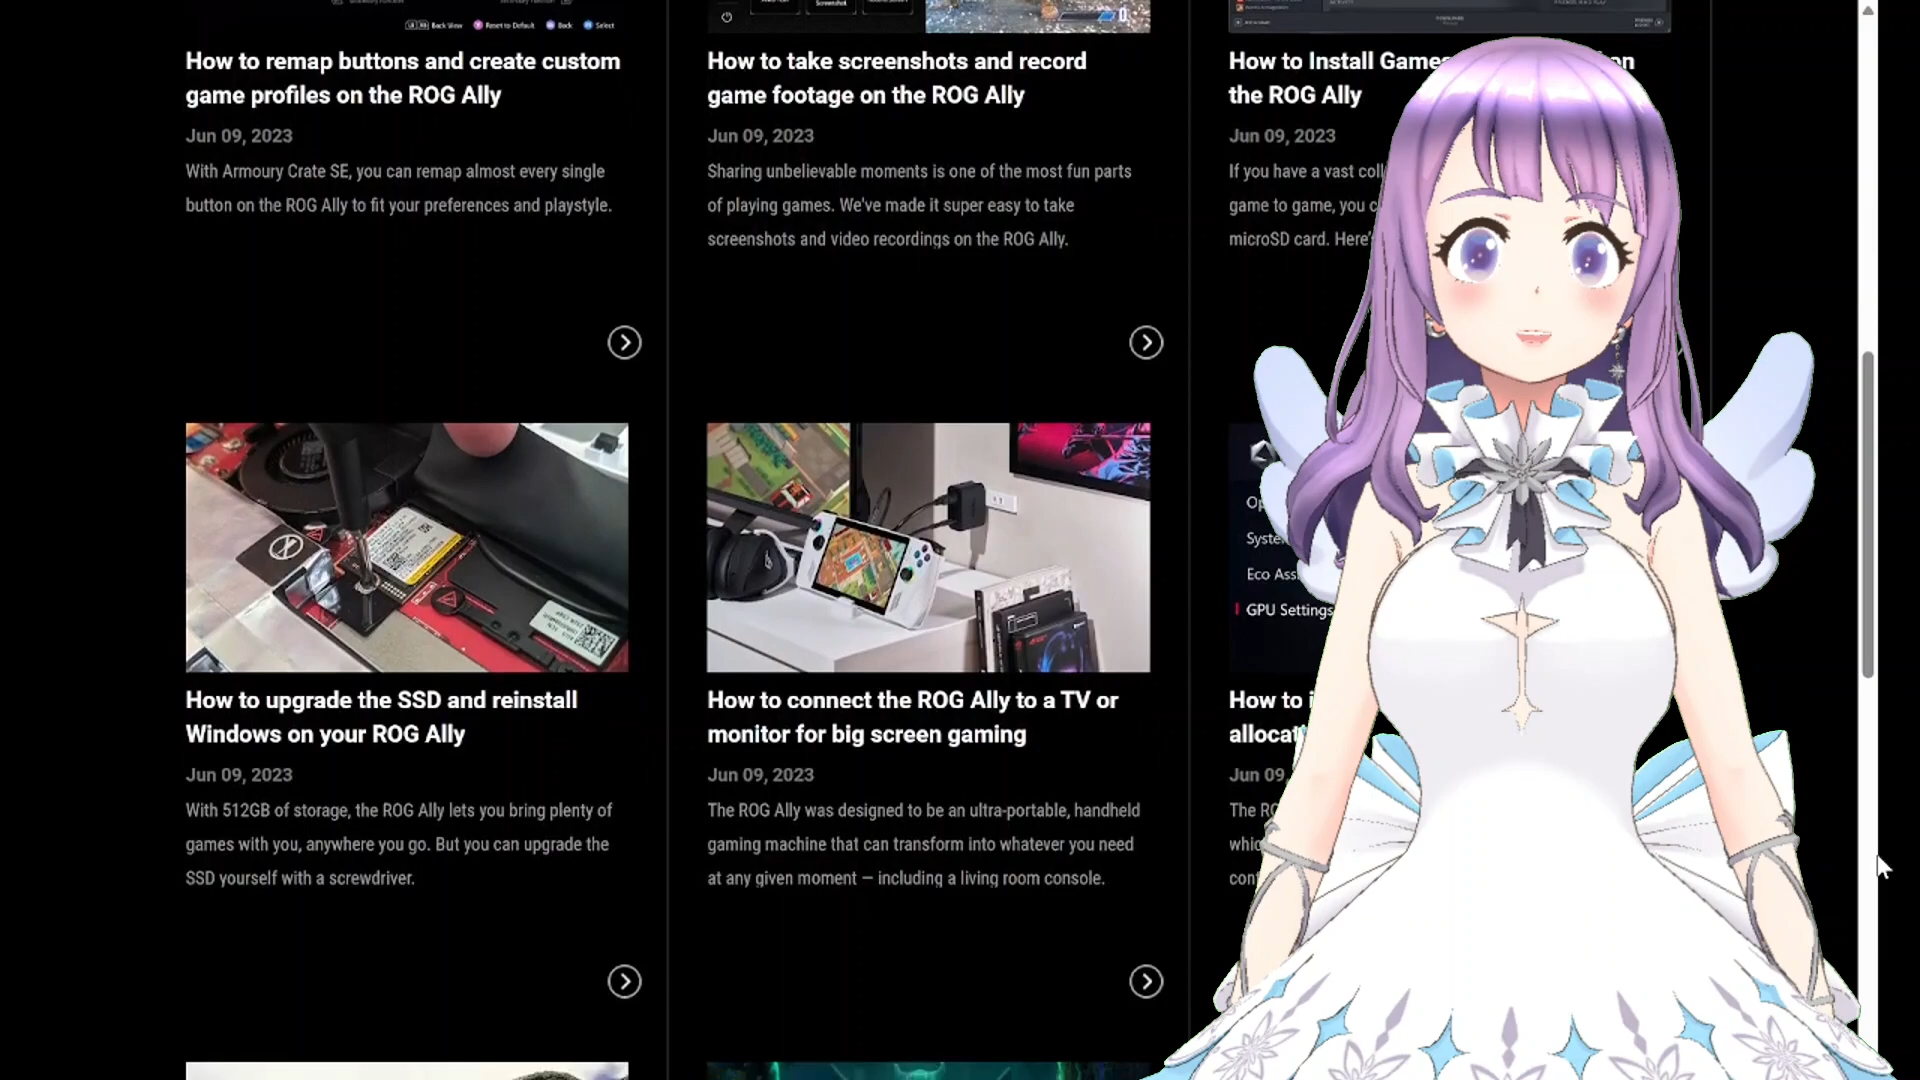 Back View Reset to Default Back Select
Screenshot
How to remap buttons and create custom
game profiles on the ROG Ally
Jun 09, 2023
With Armoury Crate SE, you can remap almost every single
button on the ROG Ally to fit your preferences and playstyle.
How to take screenshots and record
game footage on the ROG Ally
Jun 09, 2023
Sharing unbelievable moments is one of the most fun parts
of playing games. We've made it super easy to take
screenshots and video recordings on the ROG Ally.
How to Install Games on
the ROG Ally
Jun 09, 2023
If you have a vast coll
game to game, you c
microSD card. Here's
How to upgrade the SSD and reinstall
Windows on your ROG Ally
Jun 09, 2023
With 512GB of storage, the ROG Ally lets you bring plenty of
games with you, anywhere you go. But you can upgrade the
SSD yourself with a screwdriver.
How to connect the ROG Ally to a TV or
monitor for big screen gaming
Jun 09, 2023
The ROG Ally was designed to be an ultra-portable, handheld
gaming machine that can transform into whatever you need
at any given moment — including a living room console.
Op
Syste
Eco Ass
GPU Settings
How to i
allocat
Jun 09,
The RO
whic
cont